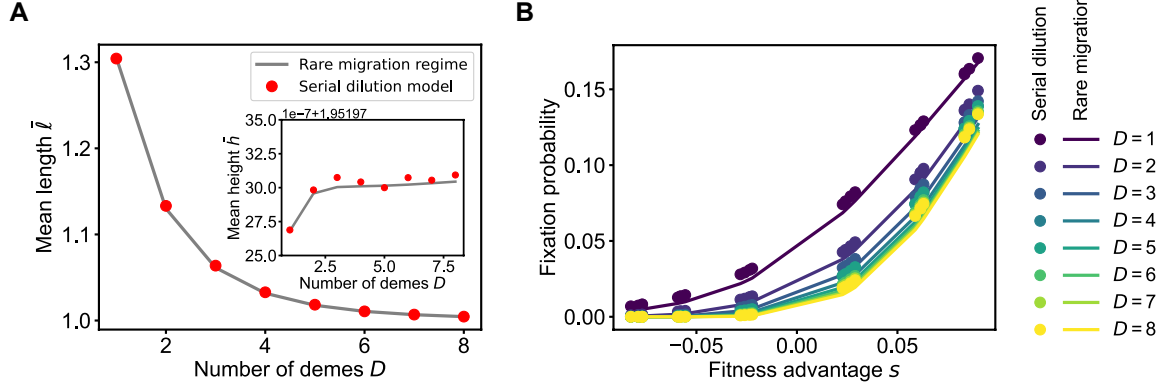 A
Mean length ℓ̄
1.3
1.2
1.1
1.0
2
4
6
8
Number of demes D
Rare migration regime
Serial dilution model
1e-7+1.95197
Mean height h̄
35.0
32.5
30.0
27.5
25.0
2.5
5.0
7.5
Number of demes D
B
Fixation probability
0.15
0.10
0.05
0.00
−0.05
0.00
0.05
Fitness advantage s
Serial dilution
Rare migration
D = 1
D = 2
D = 3
D = 4
D = 5
D = 6
D = 7
D = 8